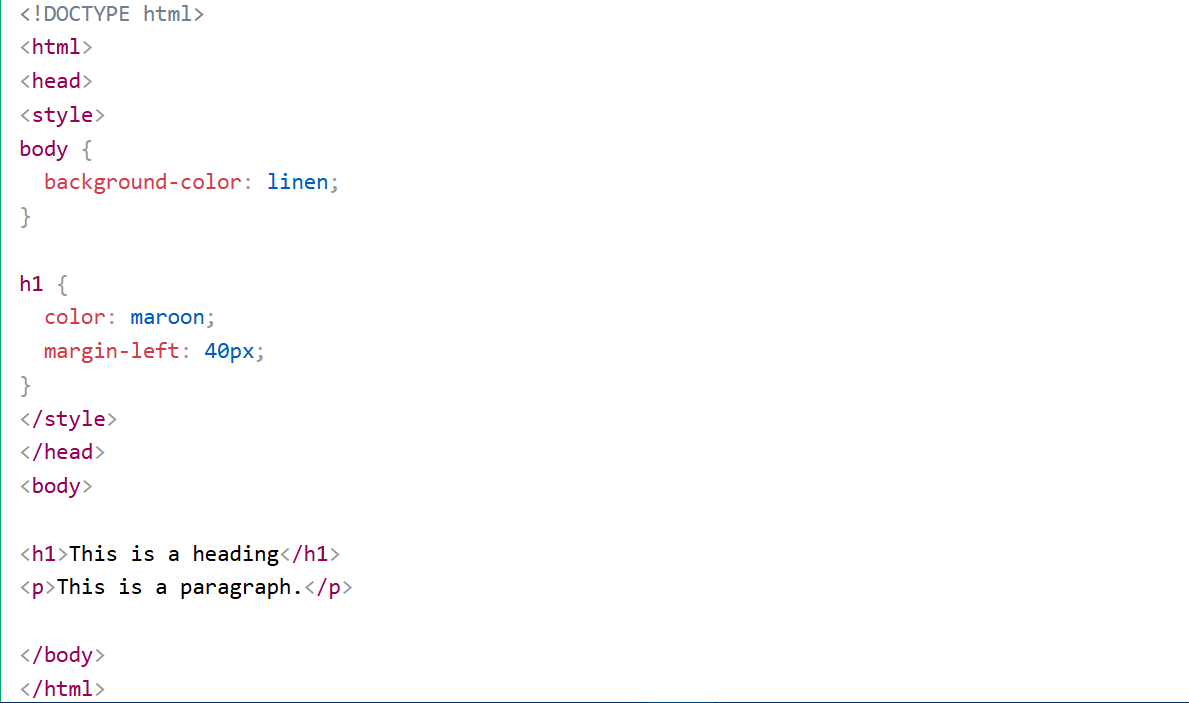 <!DOCTYPE html>
<html>
<head>
<style>
body {
  background-color: linen;
}

h1 {
  color: maroon;
  margin-left: 40px;
}
</style>
</head>
<body>

<h1>This is a heading</h1>
<p>This is a paragraph.</p>

</body>
</html>